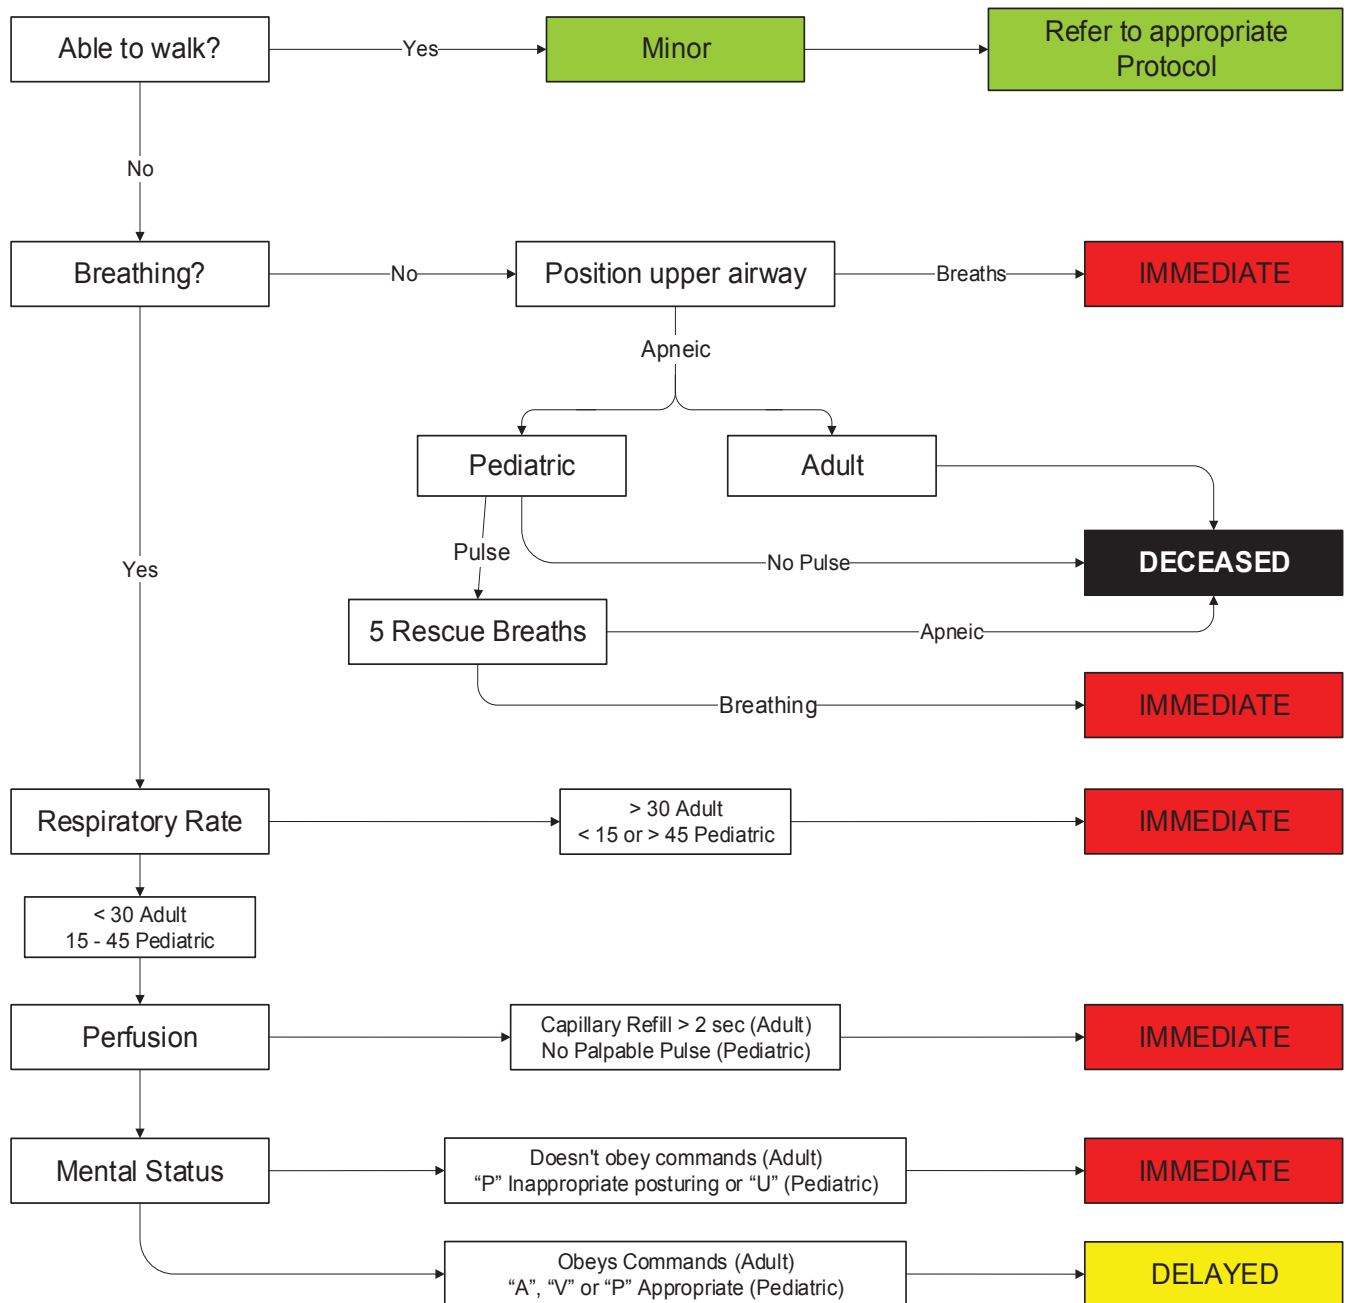 Able to walk?
Yes
Minor
Refer to appropriate
Protocol
No
Breathing?
No
Position upper airway
Breaths
IMMEDIATE
Apneic
Pediatric
Adult
Pulse
No Pulse
DECEASED
Yes
5 Rescue Breaths
Apneic
Breathing
IMMEDIATE
Respiratory Rate
> 30 Adult
< 15 or > 45 Pediatric
IMMEDIATE
< 30 Adult
15 - 45 Pediatric
Perfusion
Capillary Refill > 2 sec (Adult)
No Palpable Pulse (Pediatric)
IMMEDIATE
Mental Status
Doesn't obey commands (Adult)
“P” Inappropriate posturing or “U” (Pediatric)
IMMEDIATE
Obeys Commands (Adult)
“A”, “V” or “P” Appropriate (Pediatric)
DELAYED